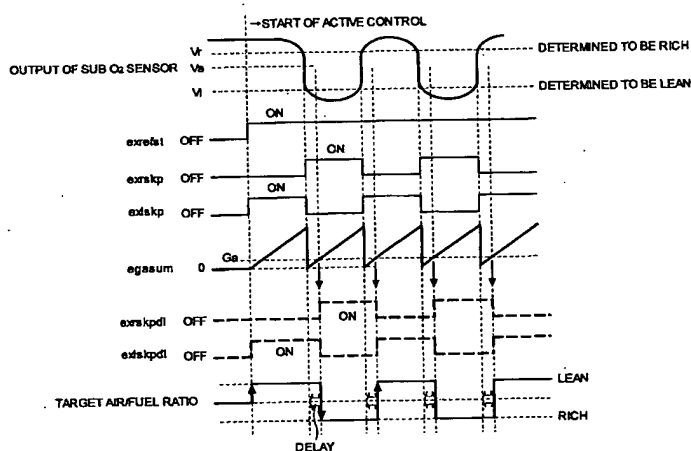 →START OF ACTIVE CONTROL
Vr
DETERMINED TO BE RICH
OUTPUT OF SUB O2 SENSOR
Va
Vl
DETERMINED TO BE LEAN
ON
exrefst OFF
ON
exrskp OFF
ON
exlskp OFF
Ga
egasum 0
exrskpdl OFF
ON
exlskpdl OFF
ON
LEAN
TARGET AIR/FUEL RATIO
RICH
DELAY